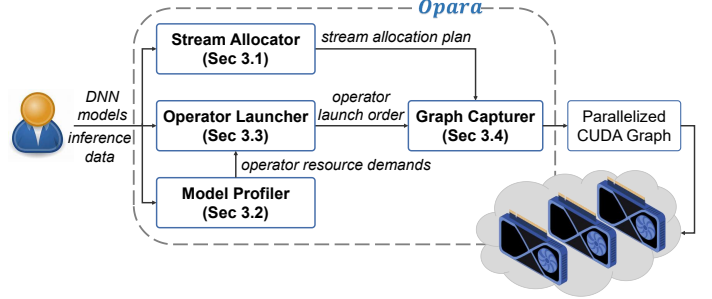 Opara
Stream Allocator
(Sec 3.1)
stream allocation plan
DNN
models
inference
data
Operator Launcher
(Sec 3.3)
operator
launch order
Graph Capturer
(Sec 3.4)
Parallelized
CUDA Graph
operator resource demands
Model Profiler
(Sec 3.2)